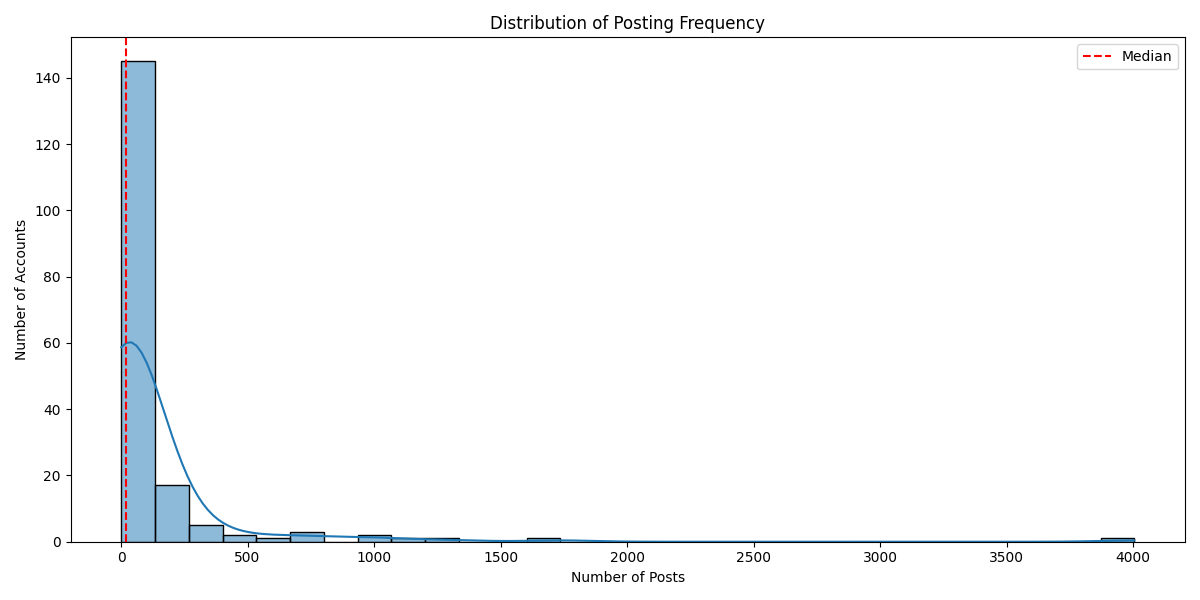 Distribution of Posting Frequency
Median
140
120
100
80
60
40
20
0
Number of Accounts
0 500 1000 1500 2000 2500 3000 3500 4000
Number of Posts